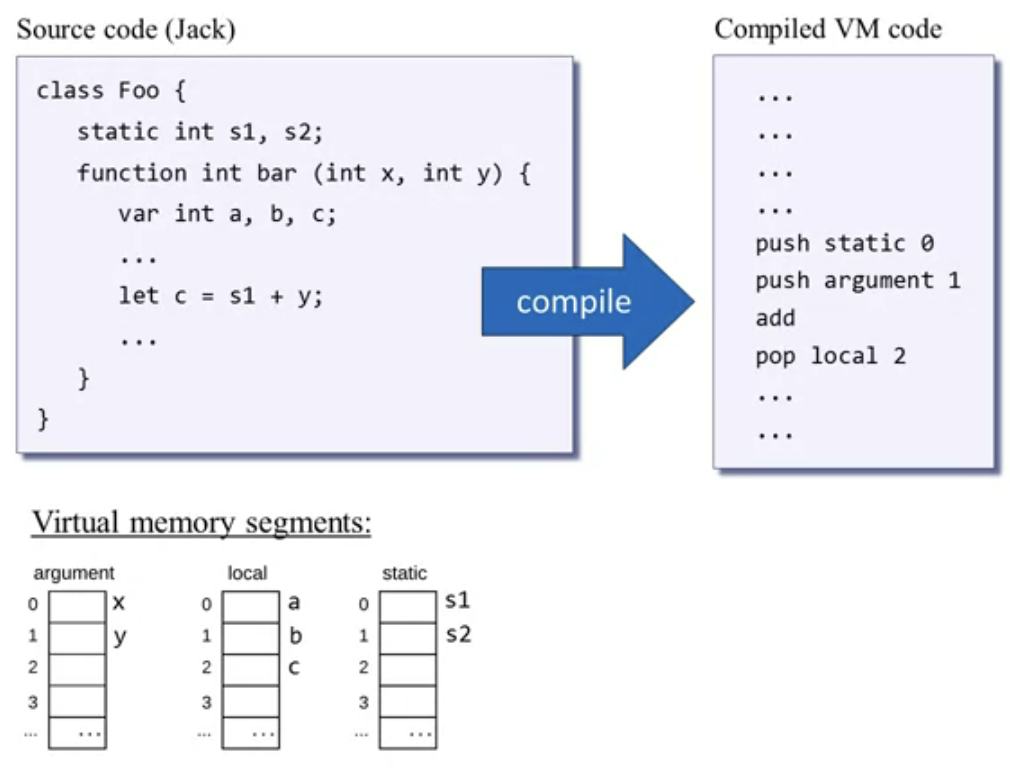 Source code (Jack)
class Foo {
static int s1, s2;
function int bar (int x, int y) {
var int a, b, c;
...
let c = s1 + y;
...
}
}
compile
Compiled VM code
...
...
...
...
push static 0
push argument 1
add
pop local 2
...
...
Virtual memory segments:
argument
0 x
1 y
2
3
... ...
local
0 a
1 b
2 c
3
... ...
static
0 s1
1 s2
2
3
... ...